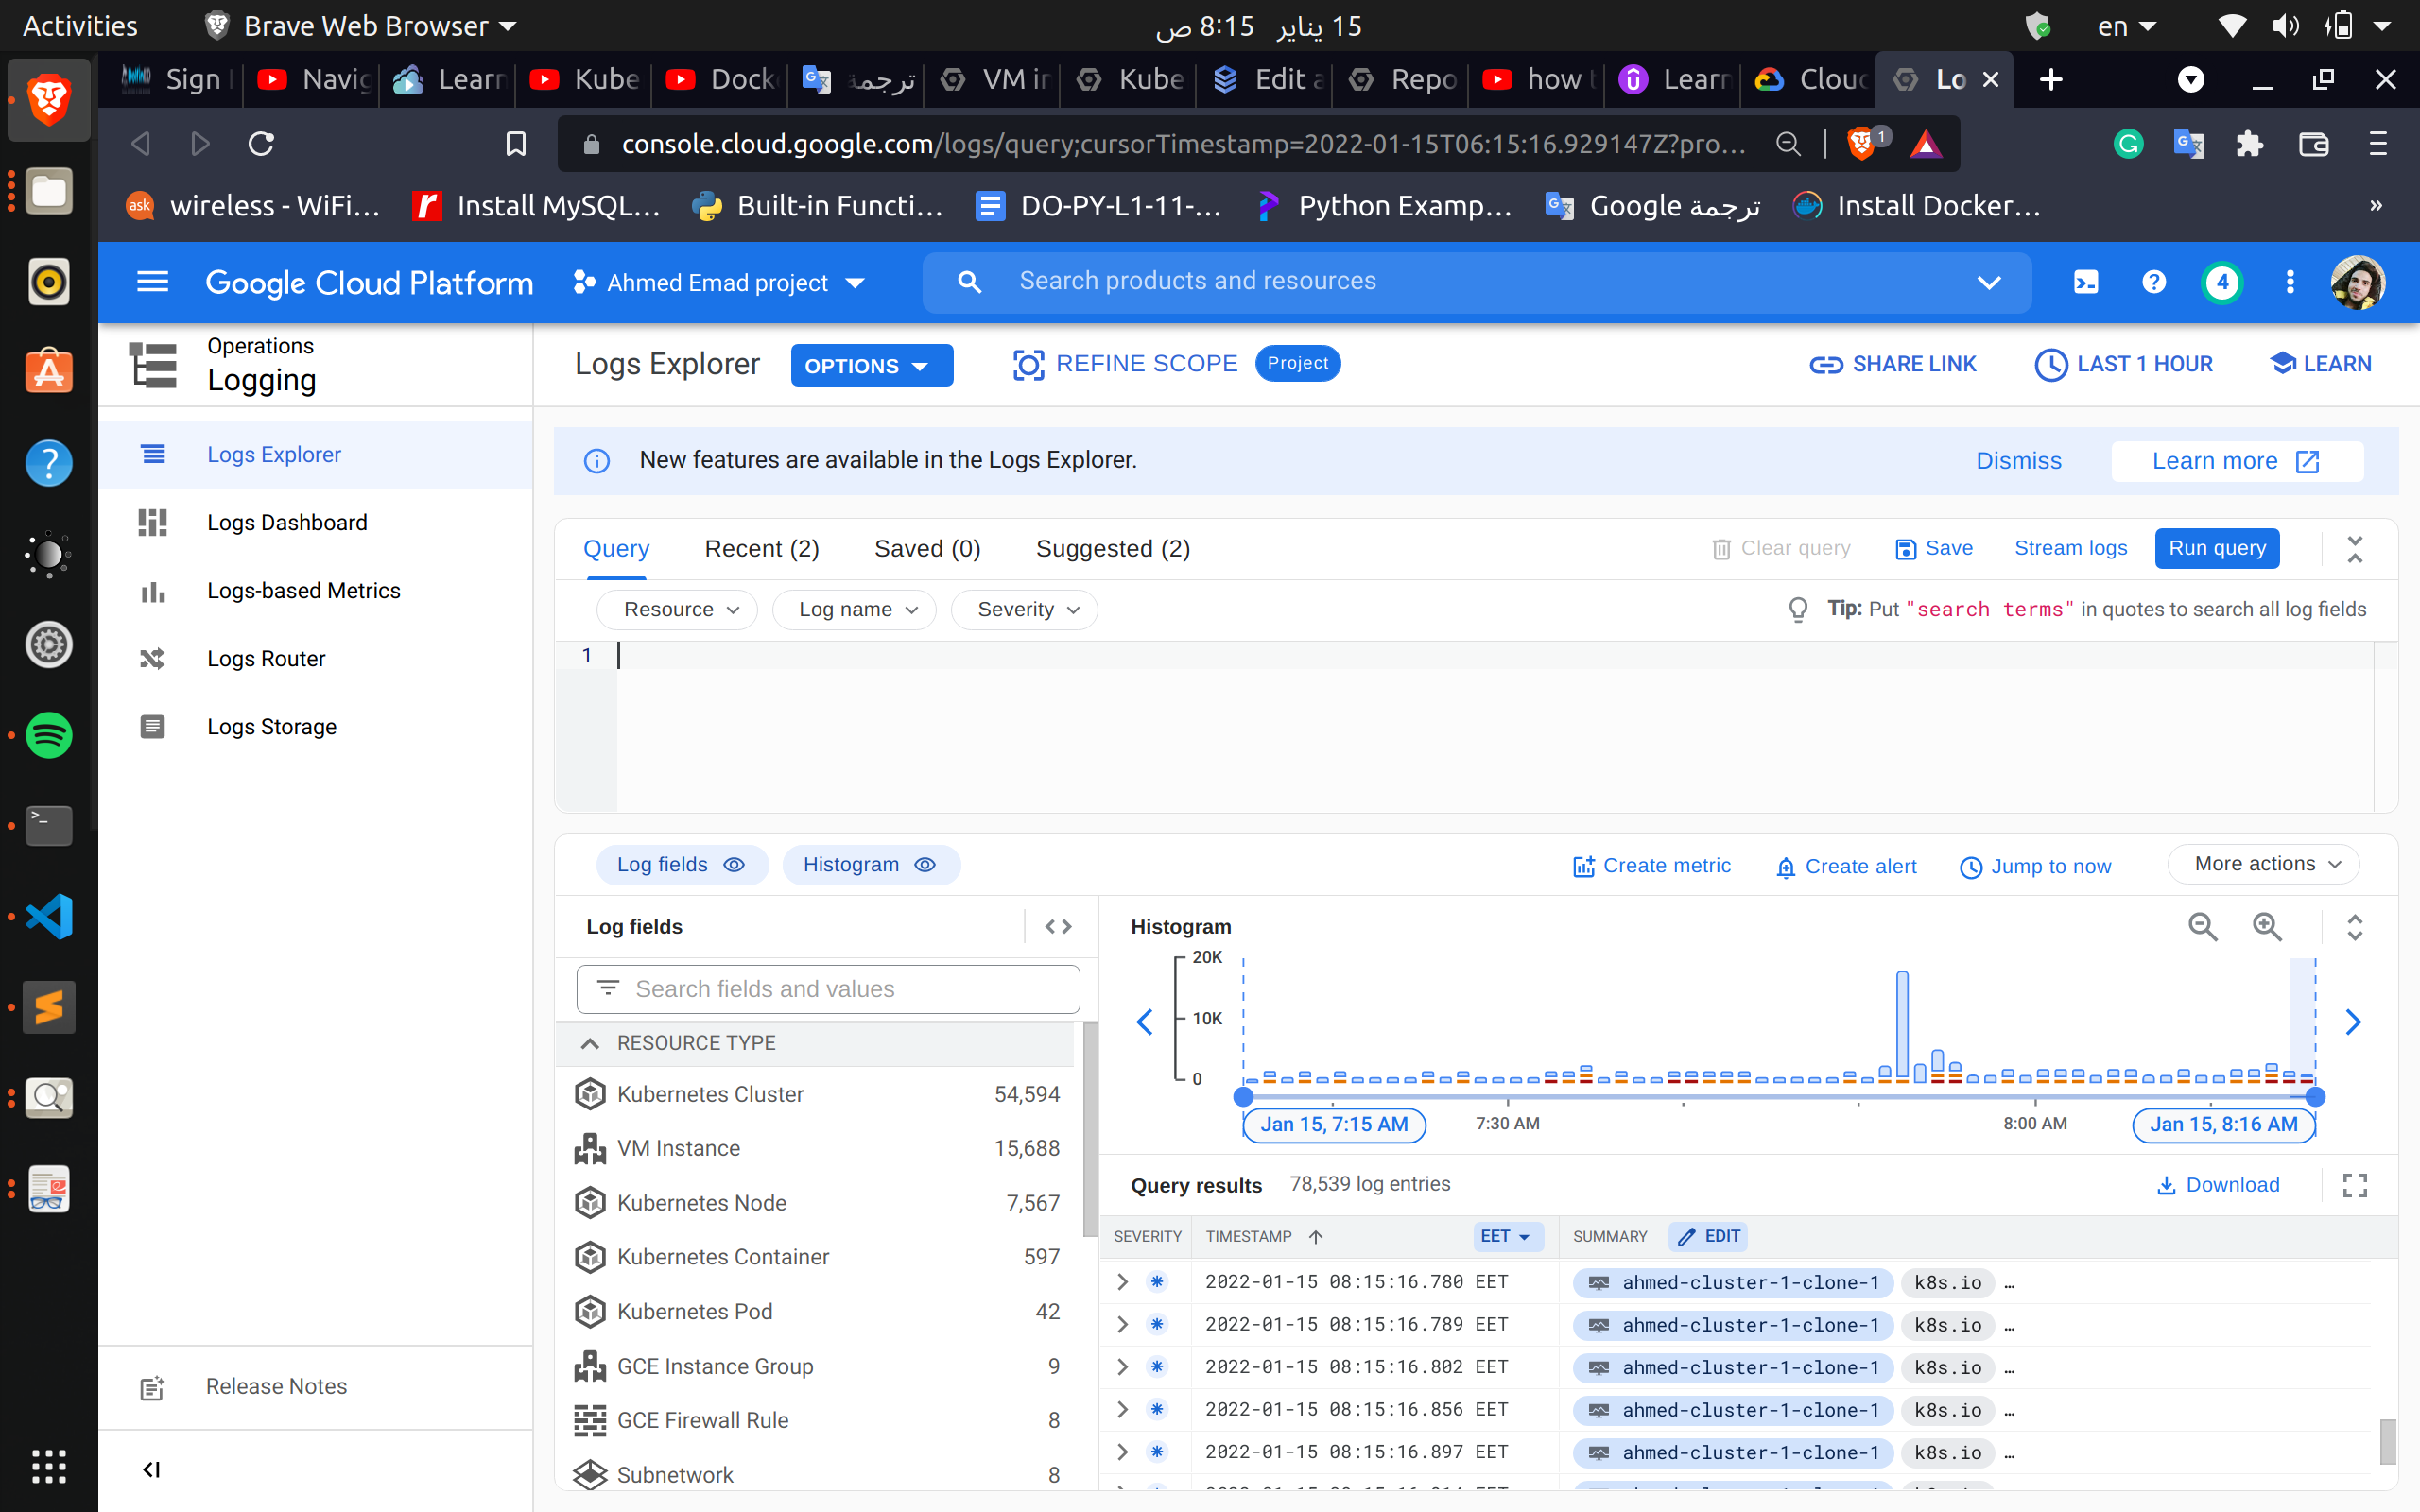 Activities
Brave Web Browser
15 يناير 8:15 ص
en
Sign
Navig
Learn
Kube
Dock
ترجمة
VM in
Kube
Edit a
Repo
how t
Learn
Cloud
Lo
console.cloud.google.com/logs/query;cursorTimestamp=2022-01-15T06:15:16.929147Z?pro...
1
ask
wireless - WiFi...
Install MySQL...
Built-in Functi...
DO-PY-L1-11-...
Python Examp...
Google ترجمة
Install Docker...
»
Google Cloud Platform
Ahmed Emad project
Search products and resources
4
Operations
Logging
Logs Explorer
OPTIONS
REFINE SCOPE
Project
SHARE LINK
LAST 1 HOUR
LEARN
Logs Explorer
Logs Dashboard
Logs-based Metrics
Logs Router
Logs Storage
Release Notes
New features are available in the Logs Explorer.
Dismiss
Learn more
Query
Recent (2)
Saved (0)
Suggested (2)
Clear query
Save
Stream logs
Run query
Resource
Log name
Severity
Tip: Put "search terms" in quotes to search all log fields
1
Log fields
Histogram
Create metric
Create alert
Jump to now
More actions
Log fields
Search fields and values
RESOURCE TYPE
Kubernetes Cluster 54,594
VM Instance 15,688
Kubernetes Node 7,567
Kubernetes Container 597
Kubernetes Pod 42
GCE Instance Group 9
GCE Firewall Rule 8
Subnetwork 8
Histogram
20K
10K
0
Jan 15, 7:15 AM
7:30 AM
8:00 AM
Jan 15, 8:16 AM
Query results 78,539 log entries
Download
SEVERITY TIMESTAMP EET SUMMARY EDIT
2022-01-15 08:15:16.780 EET ahmed-cluster-1-clone-1 k8s.io …
2022-01-15 08:15:16.789 EET ahmed-cluster-1-clone-1 k8s.io …
2022-01-15 08:15:16.802 EET ahmed-cluster-1-clone-1 k8s.io …
2022-01-15 08:15:16.856 EET ahmed-cluster-1-clone-1 k8s.io …
2022-01-15 08:15:16.897 EET ahmed-cluster-1-clone-1 k8s.io …